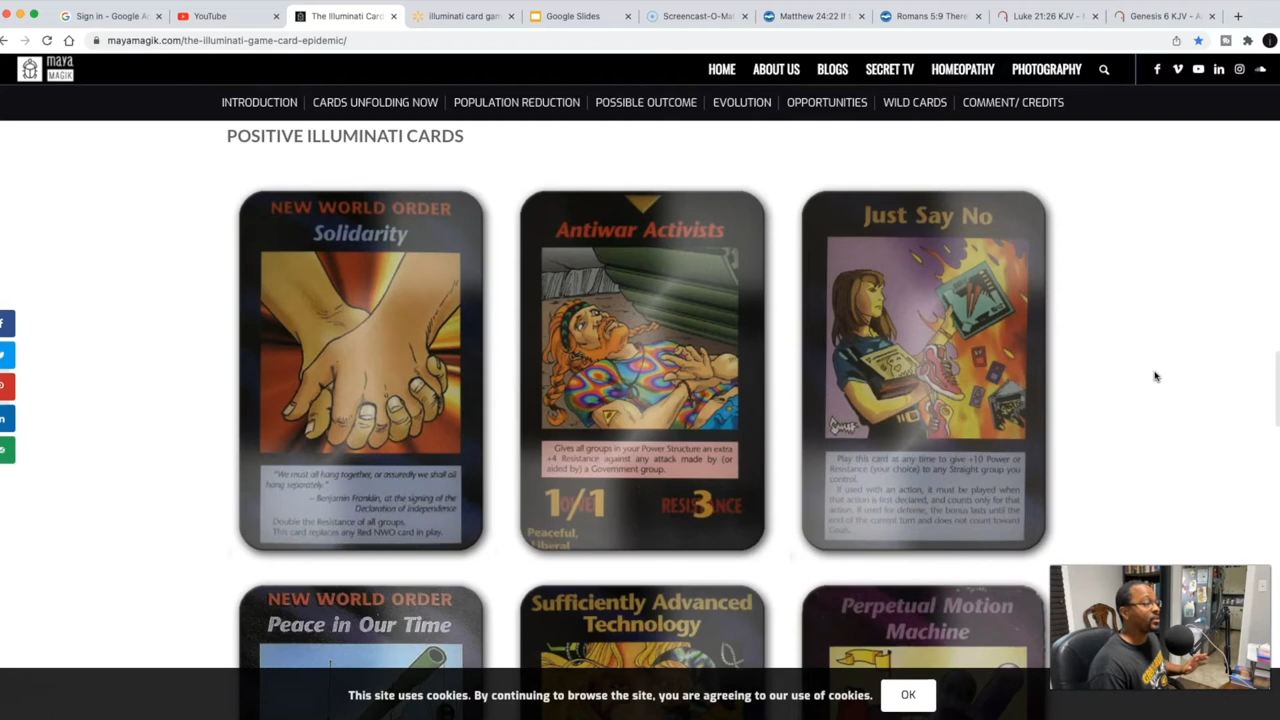 Sign in - Google Ac
YouTube
The Illuminati Card
illuminati card gam
Google Slides
Screencast-O-Mat
Matthew 24:22 If t
Romans 5:9 There
Luke 21:26 KJV -
Genesis 6 KJV - A
mayamagik.com/the-illuminati-game-card-epidemic/
maya
MAGIK
HOME
ABOUT US
BLOGS
SECRET TV
HOMEOPATHY
PHOTOGRAPHY
INTRODUCTION
CARDS UNFOLDING NOW
POPULATION REDUCTION
POSSIBLE OUTCOME
EVOLUTION
OPPORTUNITIES
WILD CARDS
COMMENT/ CREDITS
POSITIVE ILLUMINATI CARDS
NEW WORLD ORDER
Solidarity
"We must all hang together, or assuredly we shall all
hang separately."
– Benjamin Franklin, at the signing of the
Declaration of Independence
Double the Resistance of all groups.
This card replaces any Red NWO card in play.
Antiwar Activists
Gives all groups in your Power Structure an extra
+4 Resistance against any attack made by (or
aided by) a Government group.
1/1
POWER
RESISTANCE
3
Peaceful,
Liberal
Just Say No
Play this card at any time to give +10 Power or
Resistance (your choice) to any Straight group you
control.
If used with an action, it must be played when
that action is first declared, and counts only for that
action. If used for defense, the bonus lasts until the
end of the current turn and does not count toward
Goals.
NEW WORLD ORDER
Peace in Our Time
Sufficiently Advanced
Technology
Perpetual Motion
Machine
This site uses cookies. By continuing to browse the site, you are agreeing to our use of cookies.
OK